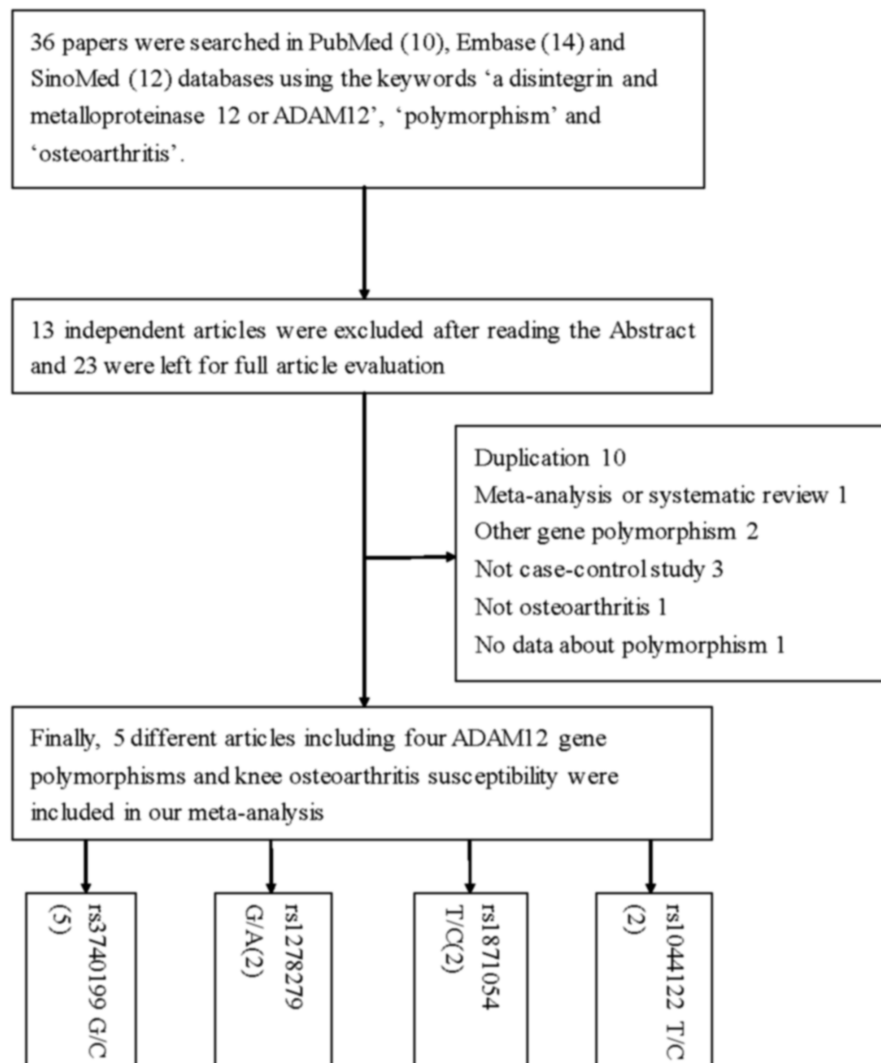 36 papers were searched in PubMed (10), Embase (14) and
SinoMed (12) databases using the keywords ‘a disintegrin and
metalloproteinase 12 or ADAM12’, ‘polymorphism’ and
‘osteoarthritis’.
13 independent articles were excluded after reading the Abstract
and 23 were left for full article evaluation
Duplication 10
Meta-analysis or systematic review 1
Other gene polymorphism 2
Not case-control study 3
Not osteoarthritis 1
No data about polymorphism 1
Finally, 5 different articles including four ADAM12 gene
polymorphisms and knee osteoarthritis susceptibility were
included in our meta-analysis
rs3740199 G/C
(5)
rs1278279
G/A(2)
rs1871054
T/C(2)
rs1044122 T/C
(2)